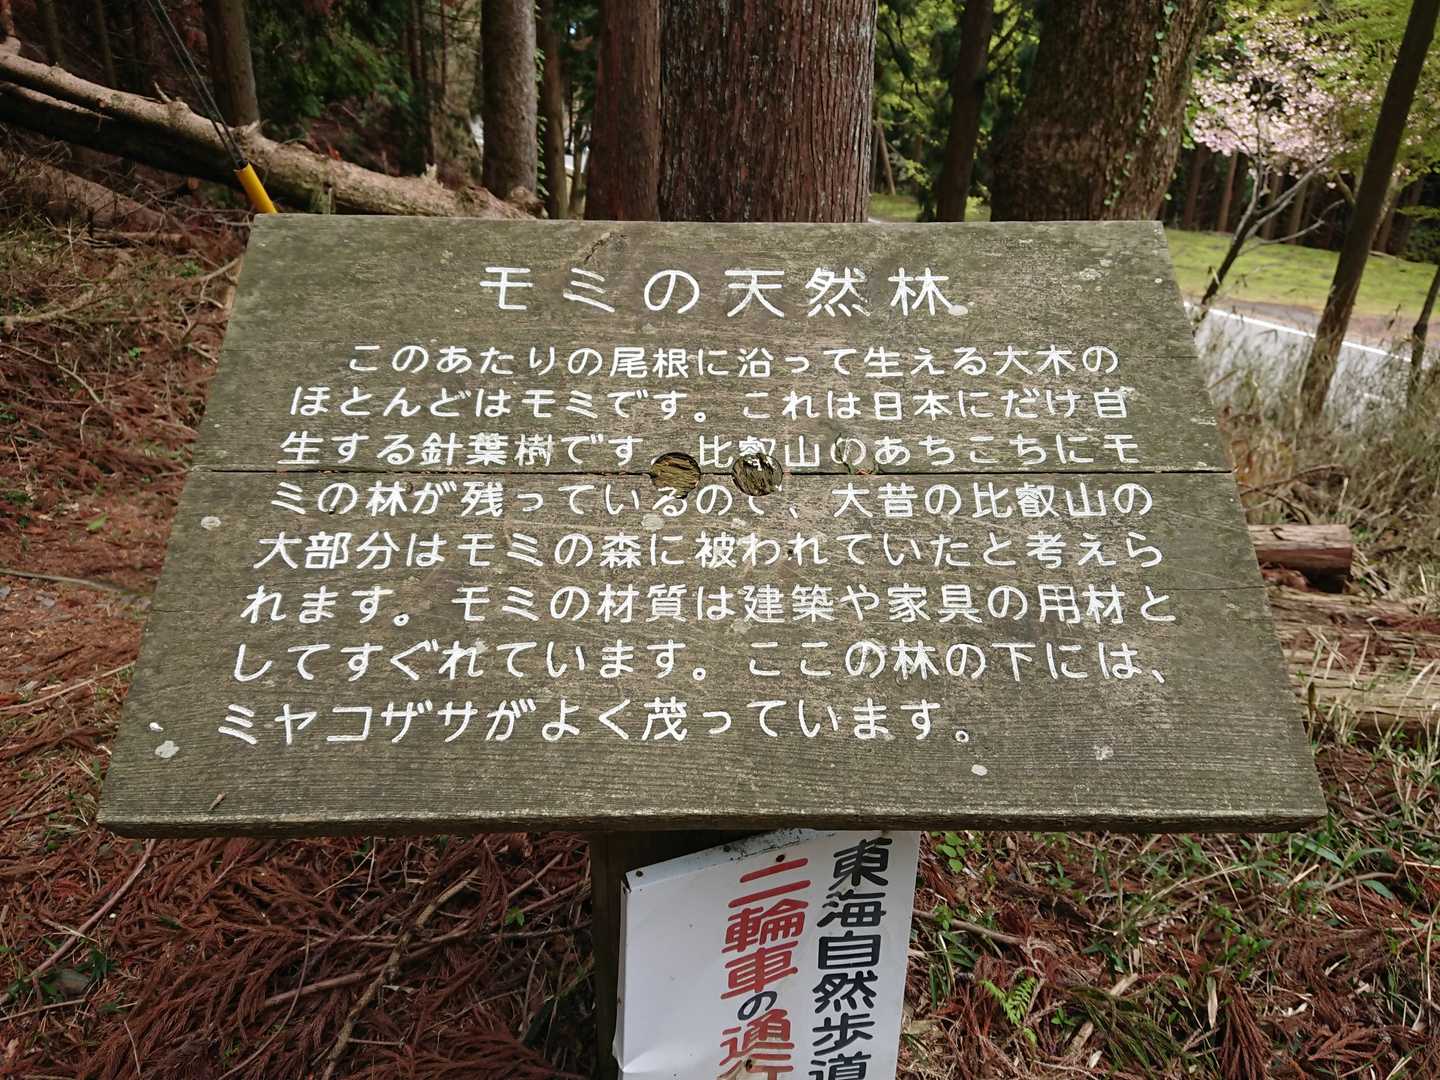 モミの天然林
このあたりの尾根に沿って生える大木の
ほとんどはモミです。これは日本にだけ自
生する針葉樹です 比叡山のあちこちにモ
ミの林が残っているので、大昔の比叡山の
大部分はモミの森に被われていたと考えら
れます。モミの材質は建築や家具の用材と
してすぐれています。ここの林の下には、
ミヤコザサがよく茂っています。
東海自然歩道
二輪車の通行